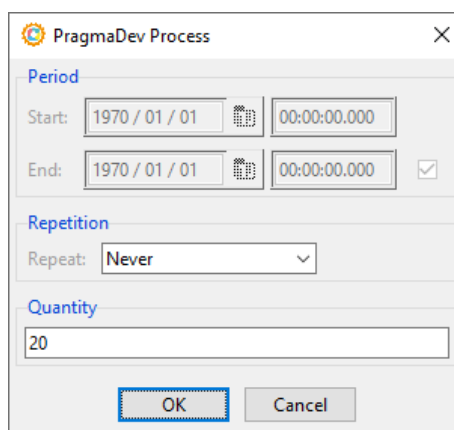 PragmaDev Process
Period
Start: 1970 / 01 / 01 00:00:00.000
End: 1970 / 01 / 01 00:00:00.000
Repetition
Repeat: Never
Quantity
20
OK Cancel